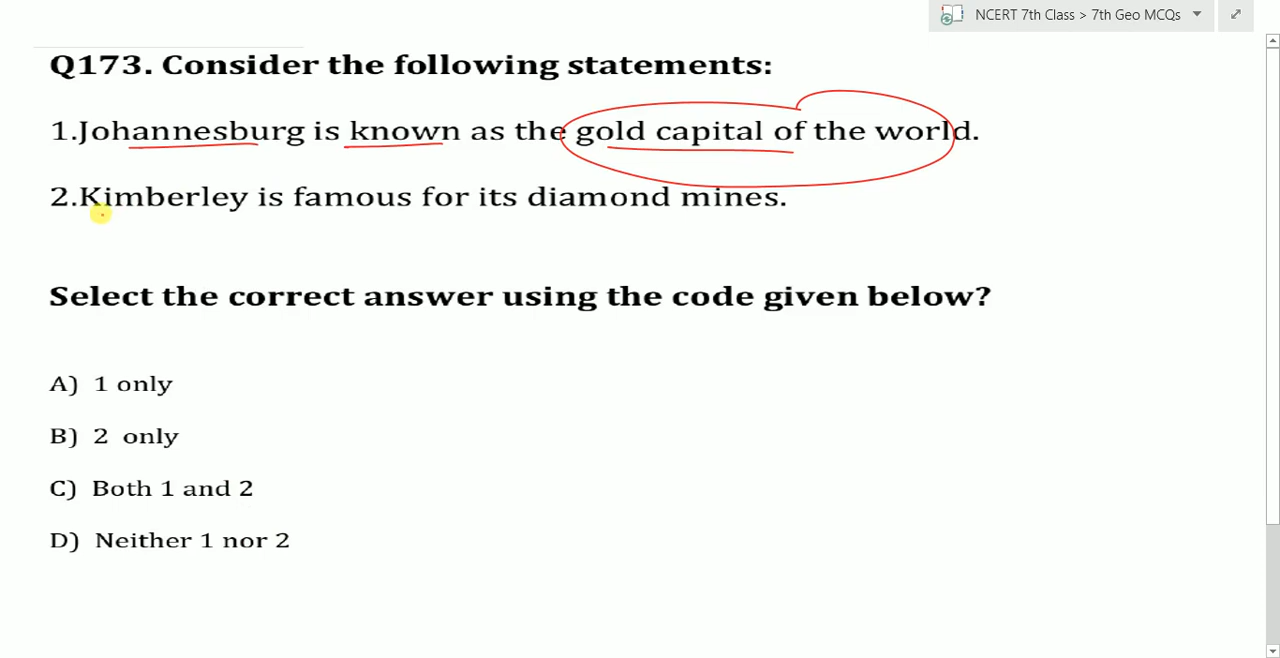 NCERT 7th Class > 7th Geo MCQs
Q173. Consider the following statements:
1.Johannesburg is known as the gold capital of the world.
2.Kimberley is famous for its diamond mines.
Select the correct answer using the code given below?
A) 1 only
B) 2 only
C) Both 1 and 2
D) Neither 1 nor 2